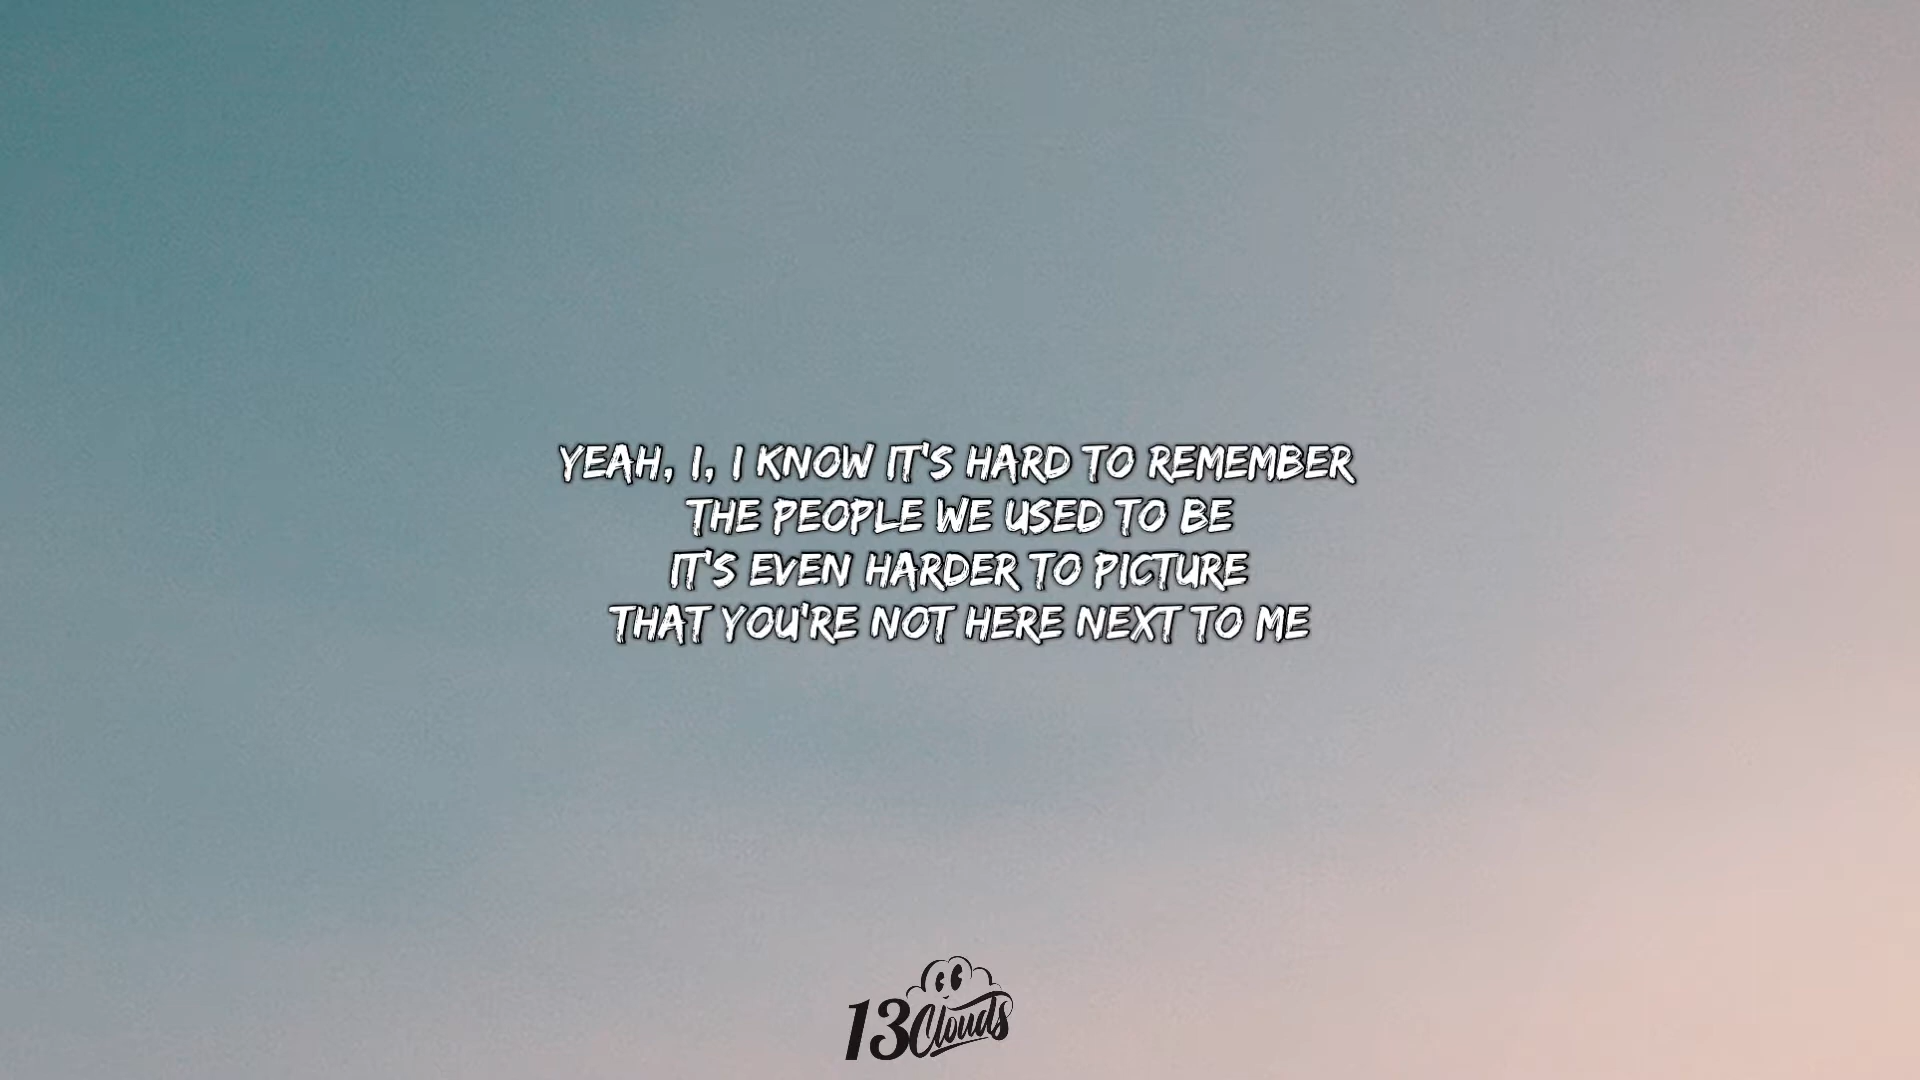 YEAH, I, I KNOW IT'S HARD TO REMEMBER
THE PEOPLE WE USED TO BE
IT'S EVEN HARDER TO PICTURE
THAT YOU'RE NOT HERE NEXT TO ME
13Clouds